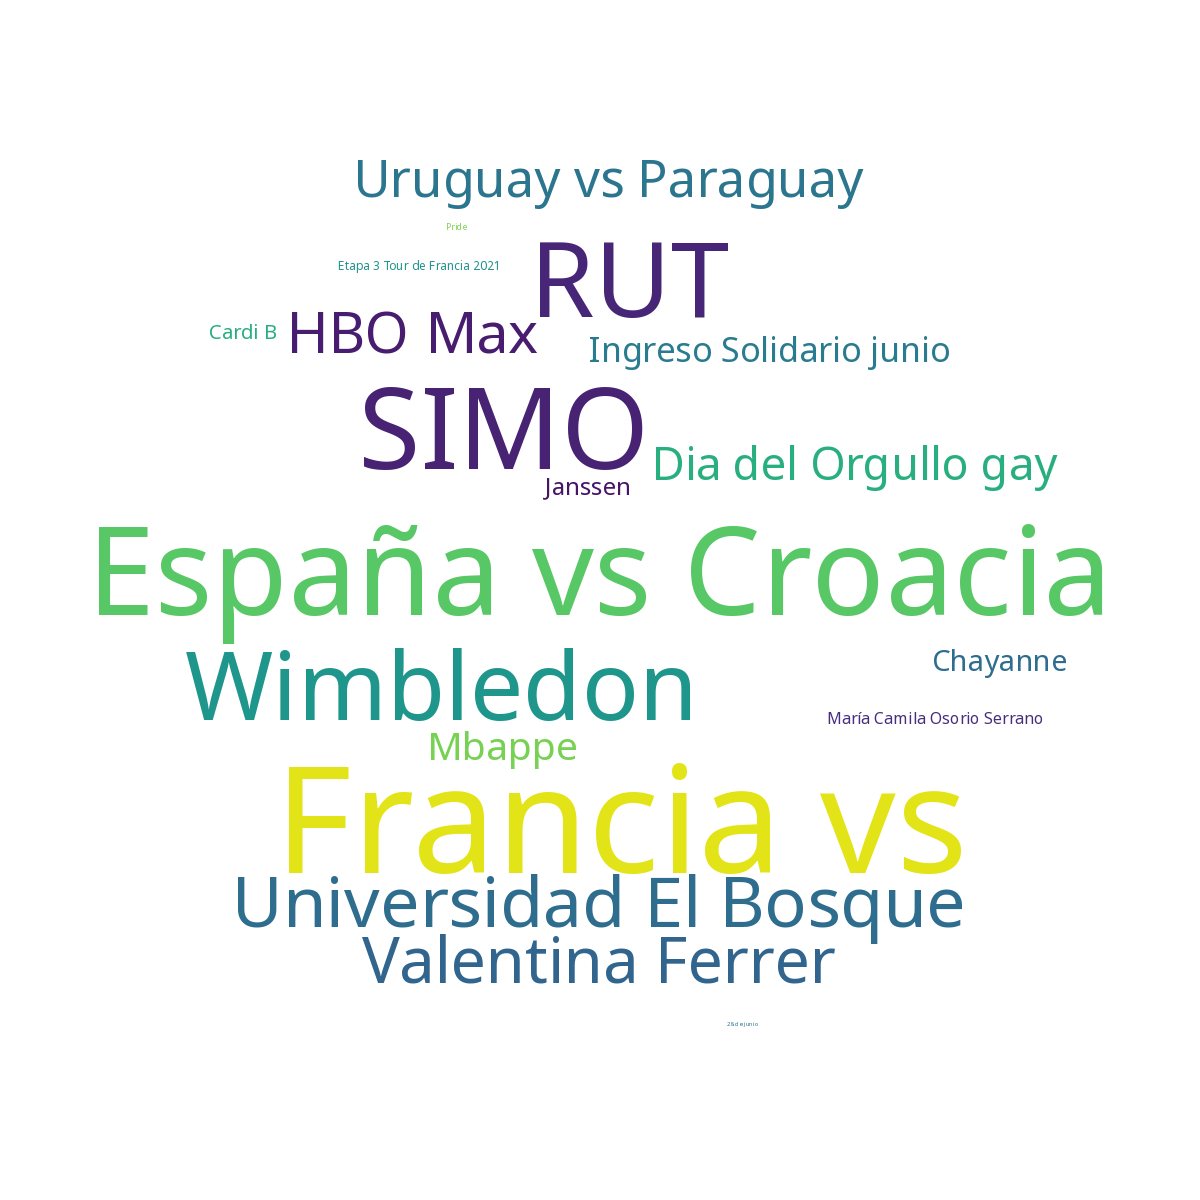 Uruguay vs Paraguay
Pride
RUT
Etapa 3 Tour de Francia 2021
Cardi B
HBO Max
Ingreso Solidario junio
SIMO
Dia del Orgullo gay
Janssen
España vs Croacia
Wimbledon
Chayanne
María Camila Osorio Serrano
Mbappe
Francia vs
Universidad El Bosque
Valentina Ferrer
28 de junio